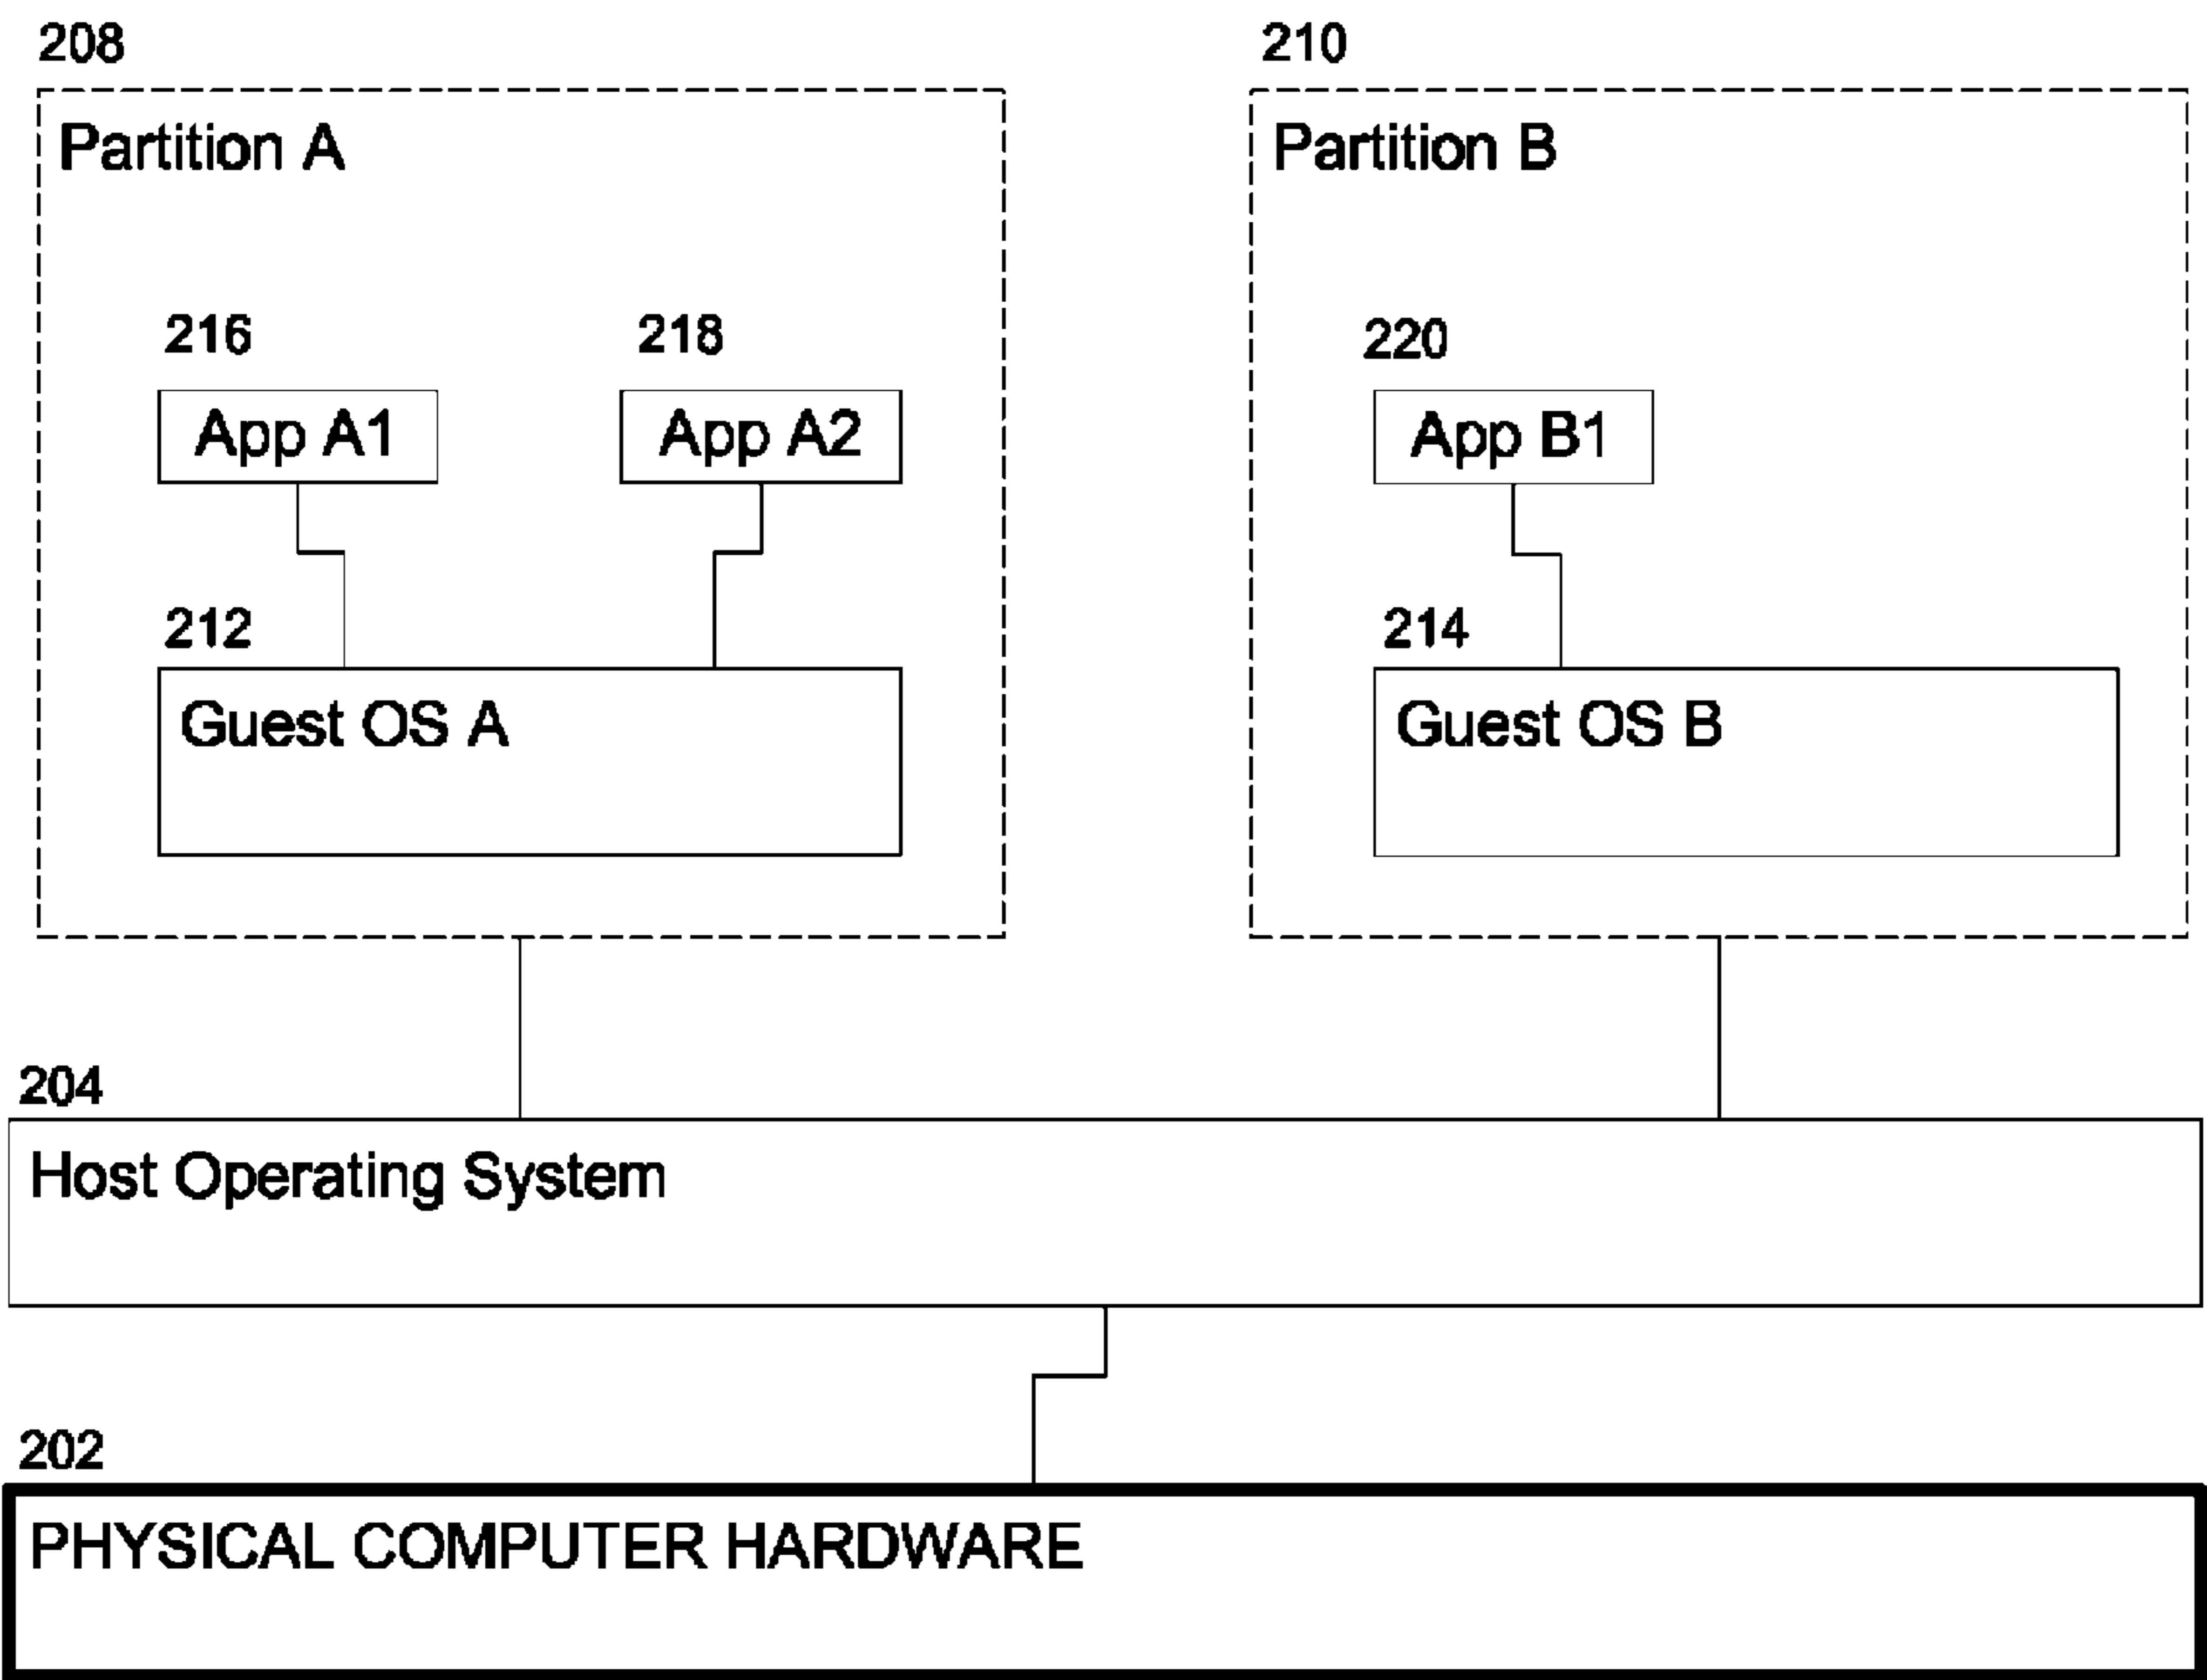 208
210
Partition A
Partition B
216
218
220
App A1
App A2
App B1
212
214
Guest OS A
Guest OS B
204
Host Operating System
202
PHYSICAL COMPUTER HARDWARE